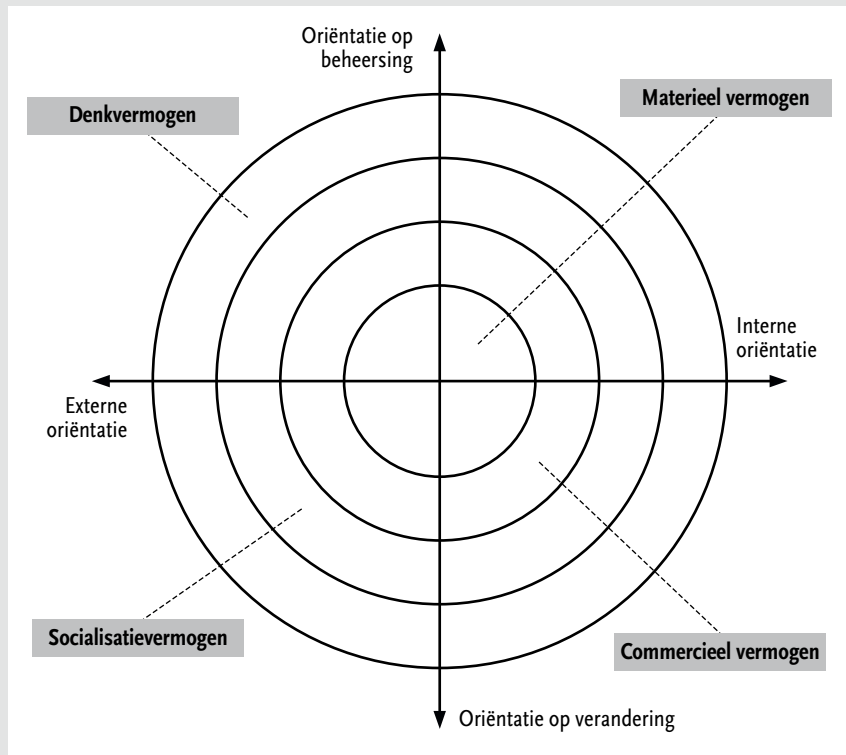 Oriëntatie op
beheersing
Materieel vermogen
Denkvermogen
Interne
oriëntatie
Externe
oriëntatie
Socialisatievermogen
Commercieel vermogen
Oriëntatie op verandering